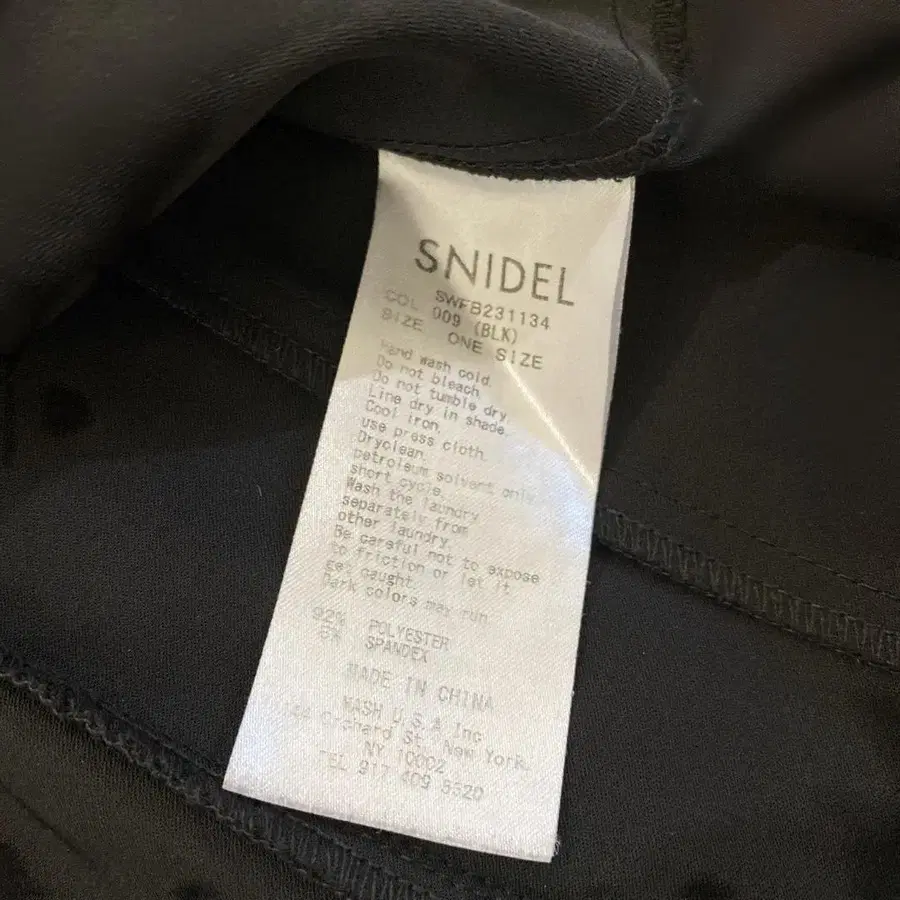 SNIDEL
SWFB231134
COL 009 (BLK)
SIZE ONE SIZE
Hand wash cold.
Do not bleach.
Do not tumble dry.
Line dry in shade.
Cool iron,
use press cloth.
Dryclean.
petroleum solvent only
short cycle.
Wash the laundry
separately from
other laundry.
Be careful not to expose
to friction or let it
get caught.
Dark colors may run.
92% POLYESTER
SPANDEX
MADE IN CHINA
MASH U.S.A Inc
Orchard St, New York,
NY 10002
TEL 917 409